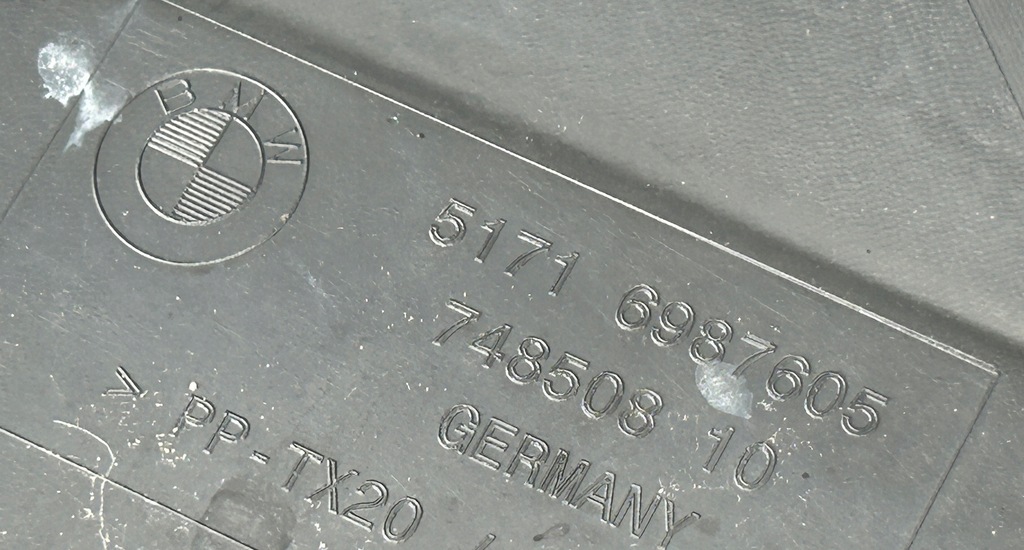 BMW
5171 6987605
748508 10
GERMANY
> PP-TX20